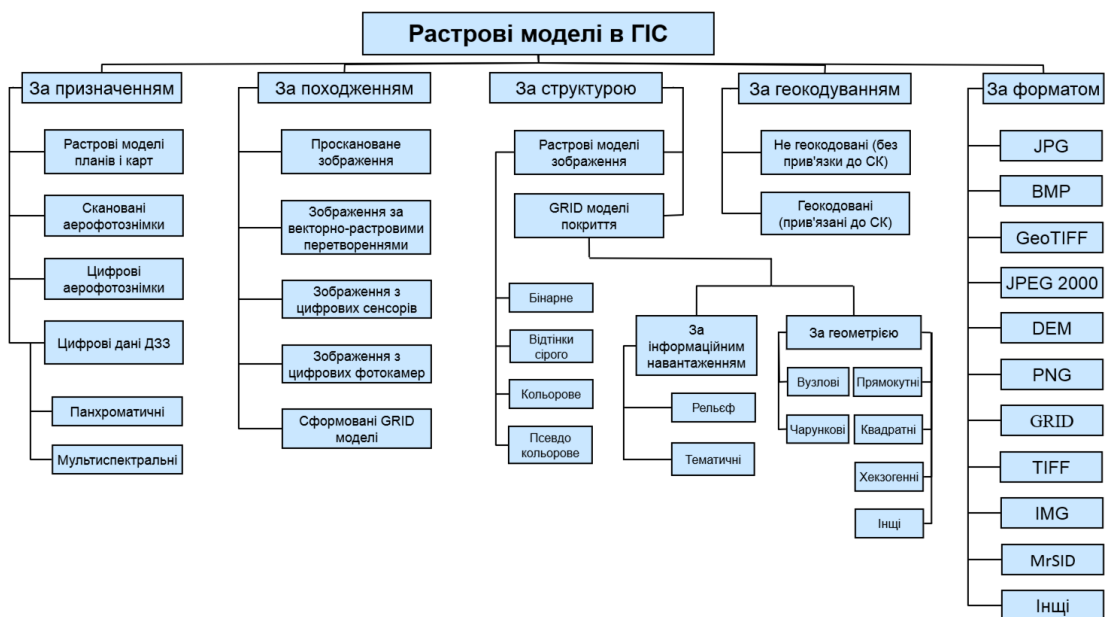 Растрові моделі в ГІС
За призначенням
Растрові моделі
планів і карт
Скановані
аерофотознімки
Цифрові
аерофотознімки
Цифрові дані ДЗЗ
Панхроматичні
Мультиспектральні
За походженням
Проскановане
зображення
Зображення за
векторно-растровими
перетвореннями
Зображення з
цифрових сенсорів
Зображення з
цифрових фотокамер
Сформовані GRID
моделі
За структурою
Растрові моделі
зображення
GRID моделі
покриття
Бінарне
Відтінки
сірого
Кольорове
Псевдо
кольорове
За
інформаційним
навантаженням
Рельєф
Тематичні
За геометрією
Вузлові
Чарункові
Прямокутні
Квадратні
Хекзогенні
Інщі
За геокодуванням
Не геокодовані (без
прив'язки до СК)
Геокодовані
(прив'язані до СК)
За форматом
JPG
BMP
GeoTIFF
JPEG 2000
DEM
PNG
GRID
TIFF
IMG
MrSID
Інщі